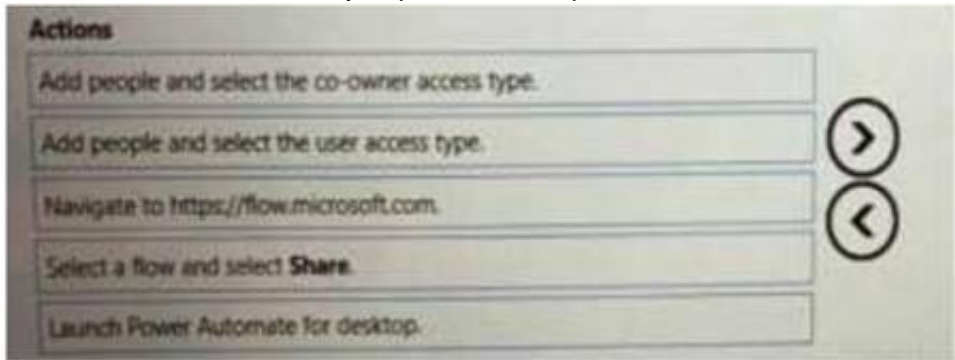 Actions
Add people and select the co-owner access type.
Add people and select the user access type.
Navigate to https://flow.microsoft.com.
Select a flow and select Share.
Launch Power Automate for desktop.